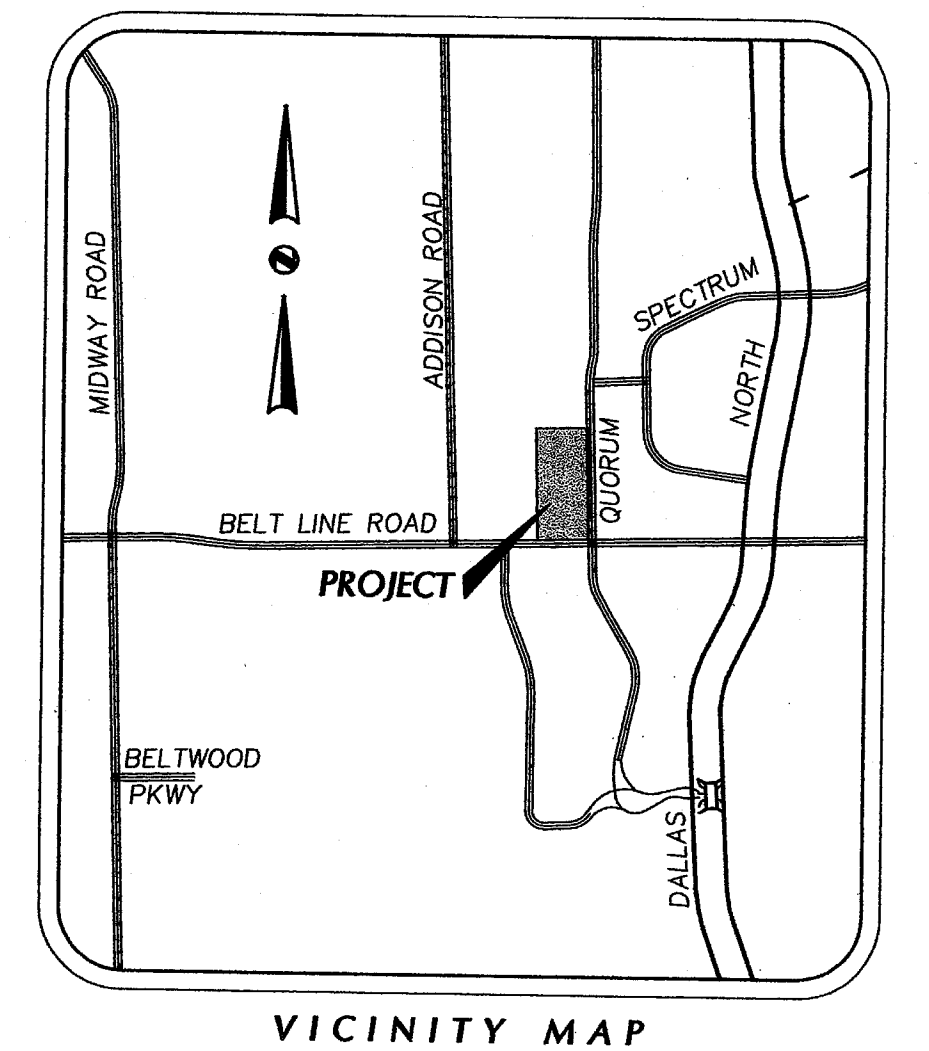 MIDWAY ROAD
ADDISON ROAD
SPECTRUM
NORTH
QUORUM
BELT LINE ROAD
PROJECT
BELTWOOD
PKWY
DALLAS
VICINITY MAP